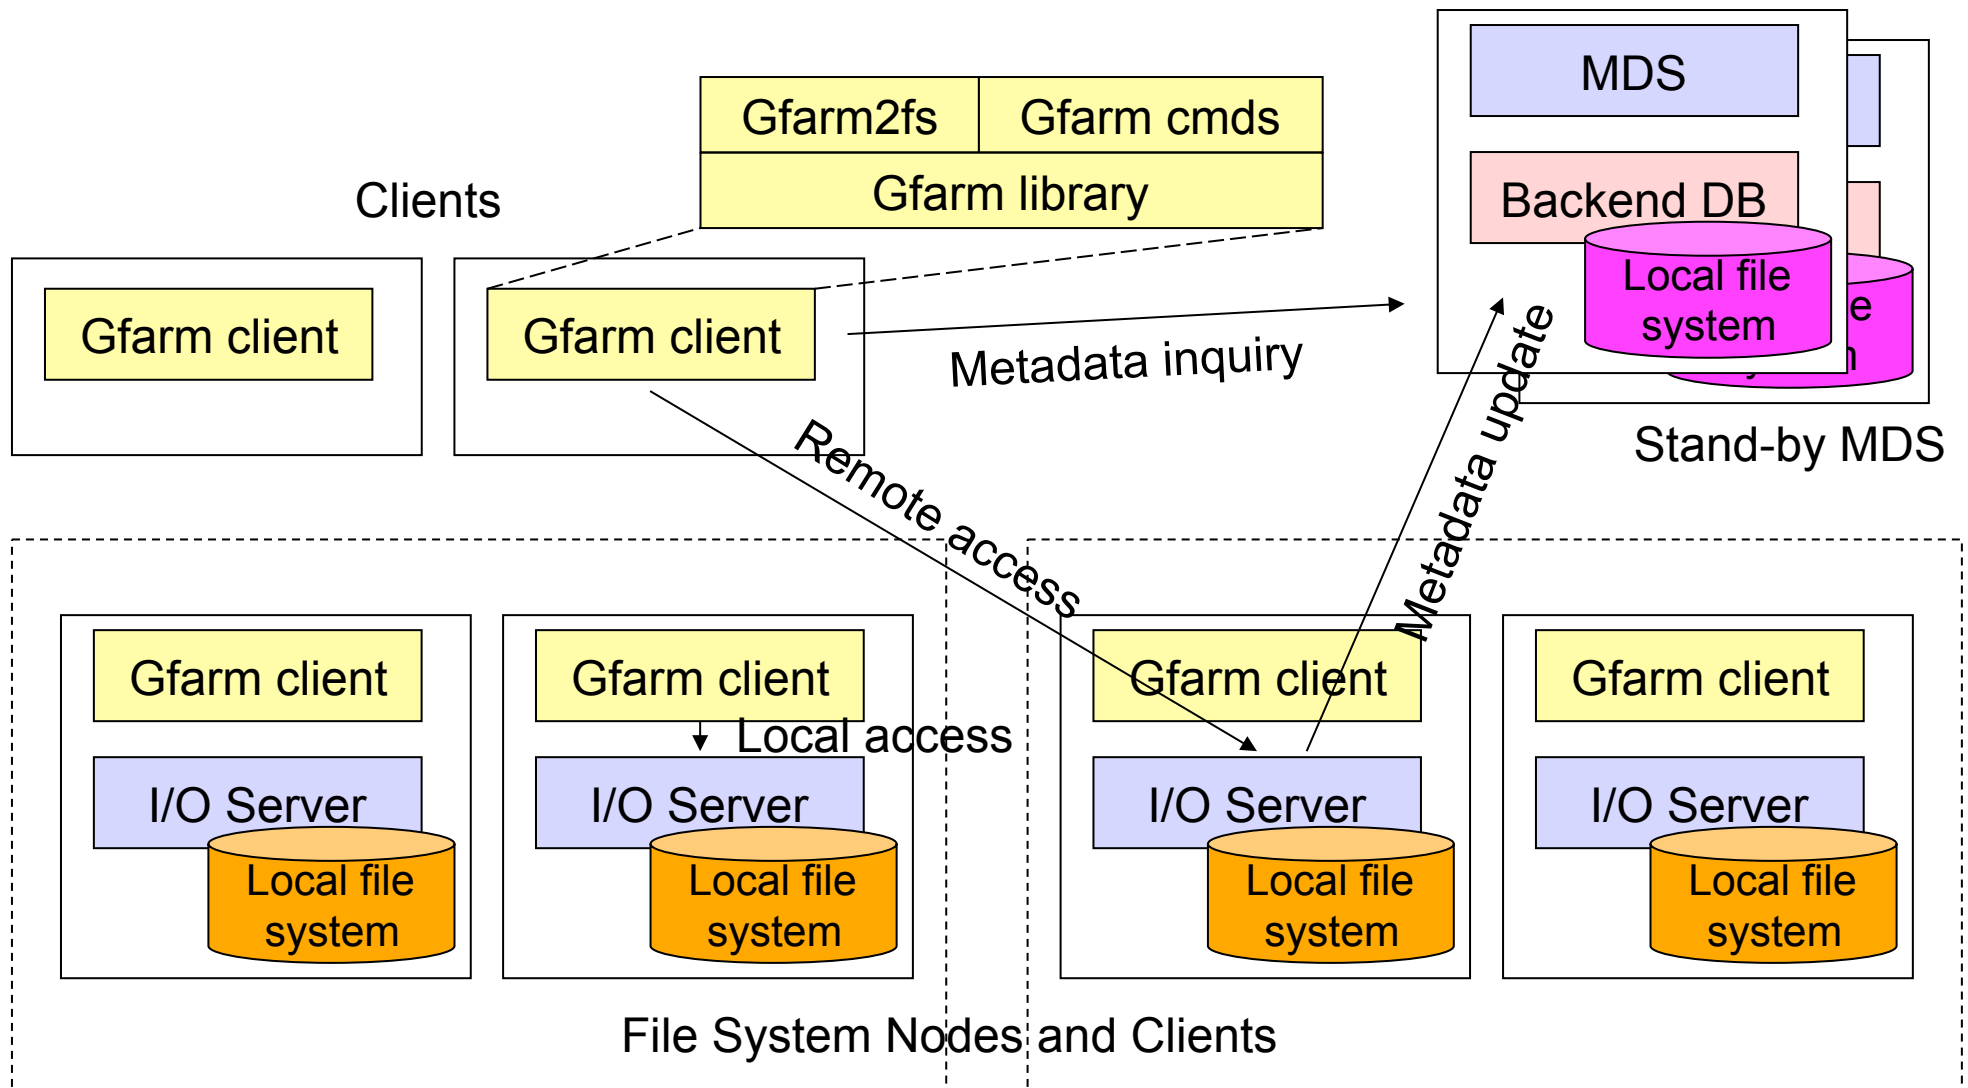 MDS
Gfarm2fs
Gfarm cmds
Gfarm library
Clients
Backend DB
Local file
system
Gfarm client
Gfarm client
Metadata inquiry
Metadata update
Stand-by MDS
Remote access
Gfarm client
Gfarm client
Gfarm client
Gfarm client
Local access
I/O Server
I/O Server
I/O Server
I/O Server
Local file
system
Local file
system
Local file
system
Local file
system
File System Nodes and Clients